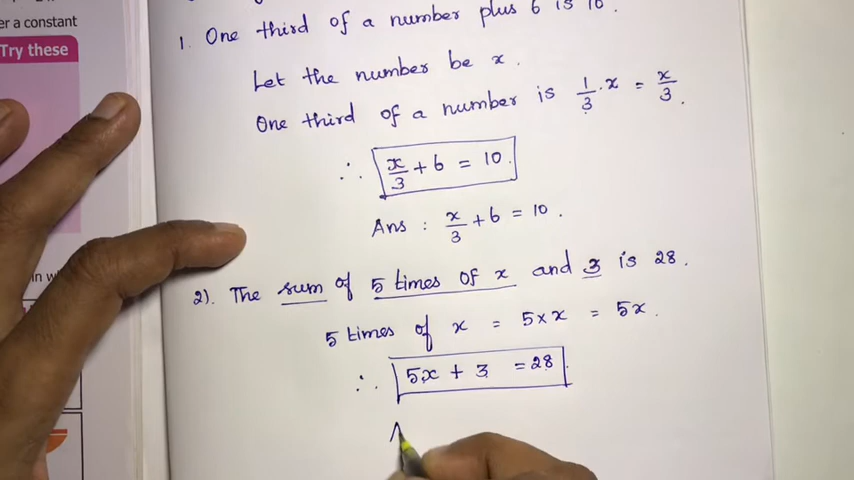 er a constant
Try these
1. One third of a number plus 6 is 10.
Let the number be x.
One third of a number is 1/3 · x = x/3.
∴ x/3 + 6 = 10.
Ans : x/3 + 6 = 10.
2). The sum of 5 times of x and 3 is 28.
5 times of x = 5 × x = 5x.
∴ 5x + 3 = 28.